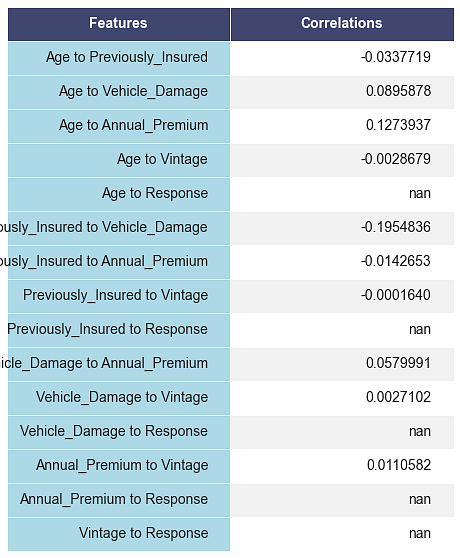 Features Correlations
Age to Previously_Insured -0.0337719
Age to Vehicle_Damage 0.0895878
Age to Annual_Premium 0.1273937
Age to Vintage -0.0028679
Age to Response nan
ously_Insured to Vehicle_Damage -0.1954836
ously_Insured to Annual_Premium -0.0142653
Previously_Insured to Vintage -0.0001640
Previously_Insured to Response nan
icle_Damage to Annual_Premium 0.0579991
Vehicle_Damage to Vintage 0.0027102
Vehicle_Damage to Response nan
Annual_Premium to Vintage 0.0110582
Annual_Premium to Response nan
Vintage to Response nan